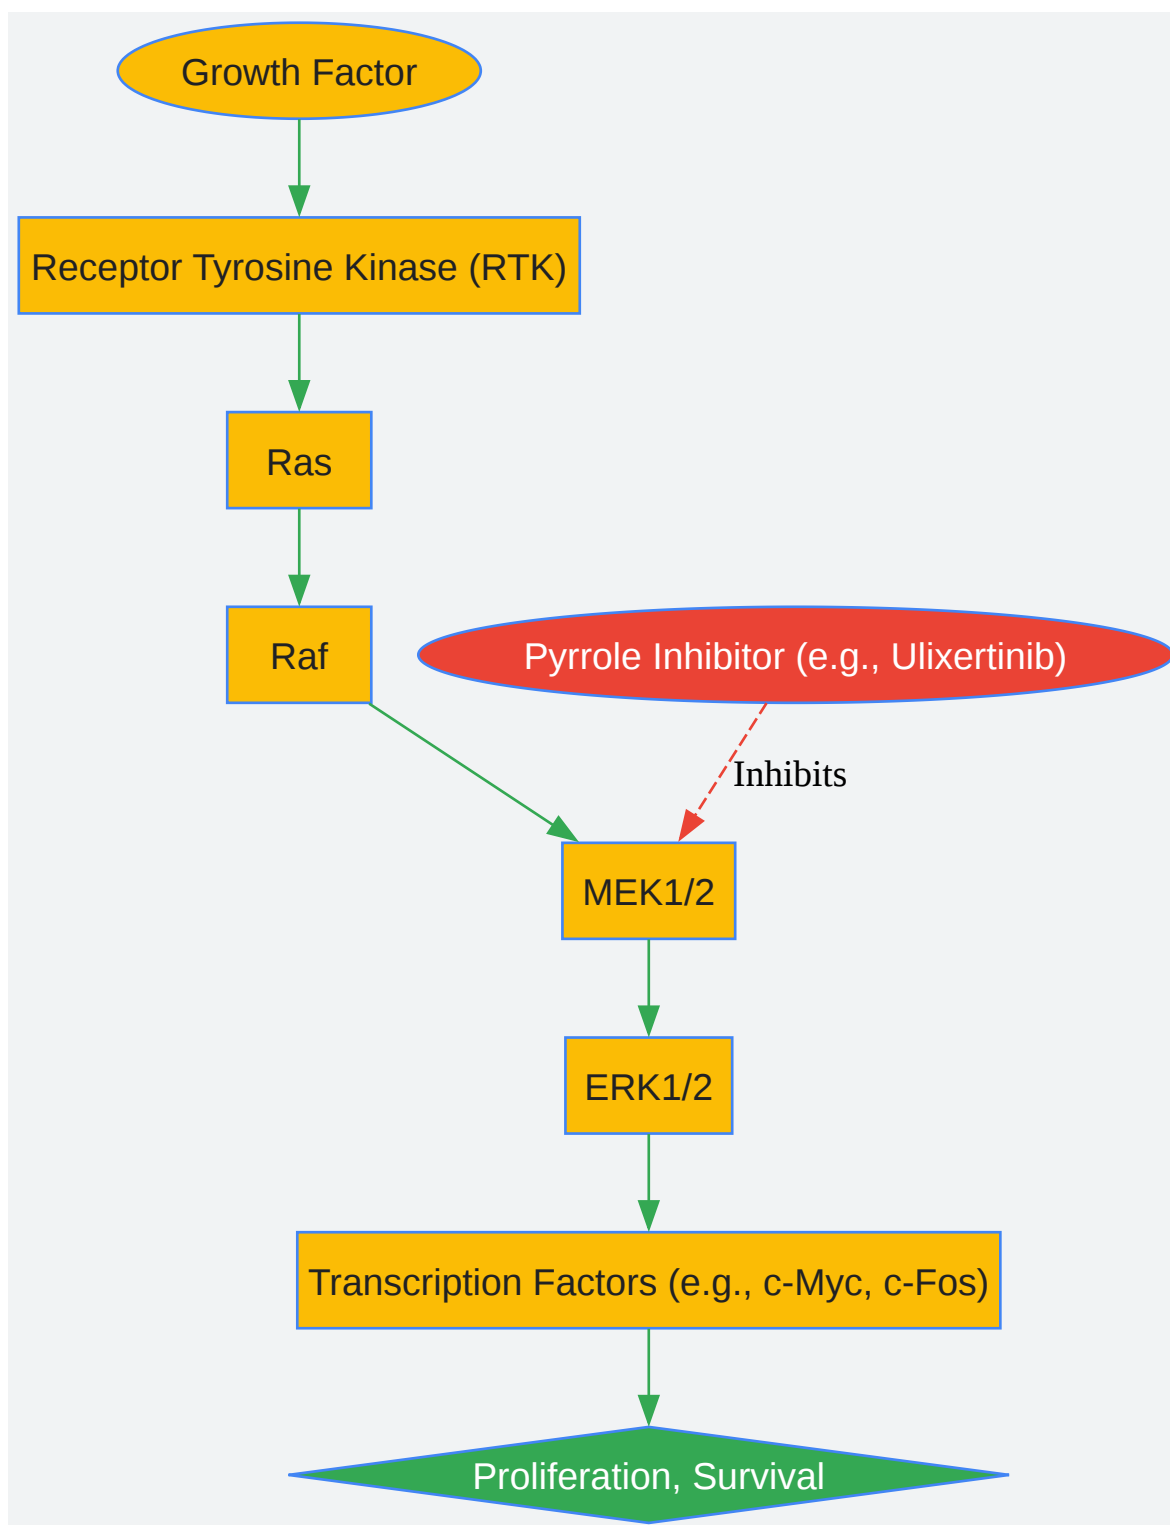 Growth Factor
Receptor Tyrosine Kinase (RTK)
Ras
Raf
Pyrrole Inhibitor (e.g., Ulixertinib)
Inhibits
MEK1/2
ERK1/2
Transcription Factors (e.g., c-Myc, c-Fos)
Proliferation, Survival